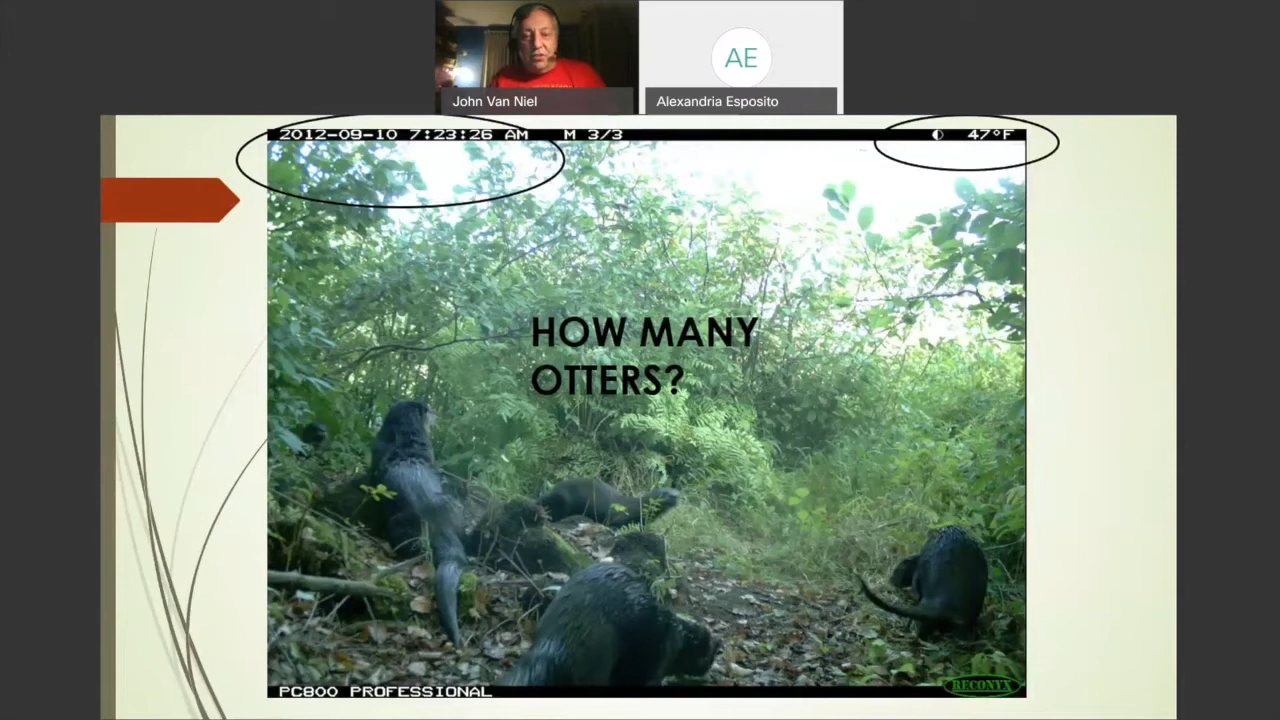 AE
John Van Niel
Alexandria Esposito
2012-09-10 7:23:26 AM M 3/3 47°F
HOW MANY
OTTERS?
PC800 PROFESSIONAL RECONYX